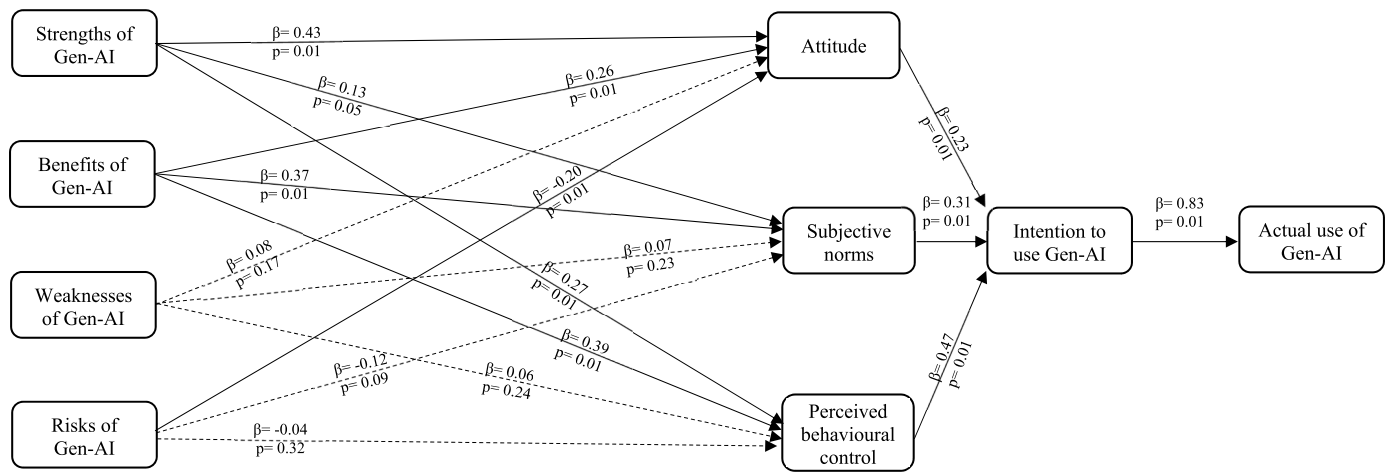 Strengths of
Gen-AI
β= 0.43
p= 0.01
Attitude
β= 0.13
p= 0.05
β= 0.26
p= 0.01
β= 0.23
p= 0.01
Benefits of
Gen-AI
β= 0.37
p= 0.01
β= -0.20
p= 0.01
Subjective
norms
β= 0.31
p= 0.01
Intention to
use Gen-AI
β= 0.83
p= 0.01
Actual use of
Gen-AI
β= 0.08
p= 0.17
β= 0.07
p= 0.23
Weaknesses
of Gen-AI
β= 0.27
p= 0.01
β= 0.39
p= 0.01
β= -0.12
p= 0.09
β= 0.06
p= 0.24
β= 0.47
p= 0.01
Risks of
Gen-AI
β= -0.04
p= 0.32
Perceived
behavioural
control